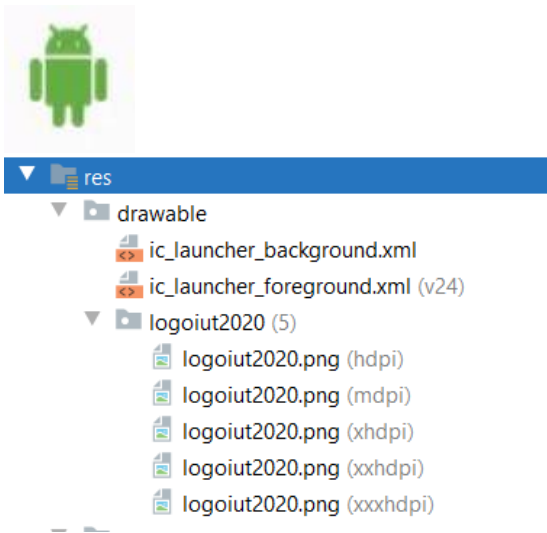 res
drawable
ic_launcher_background.xml
ic_launcher_foreground.xml (v24)
logoiut2020 (5)
logoiut2020.png (hdpi)
logoiut2020.png (mdpi)
logoiut2020.png (xhdpi)
logoiut2020.png (xxhdpi)
logoiut2020.png (xxxhdpi)